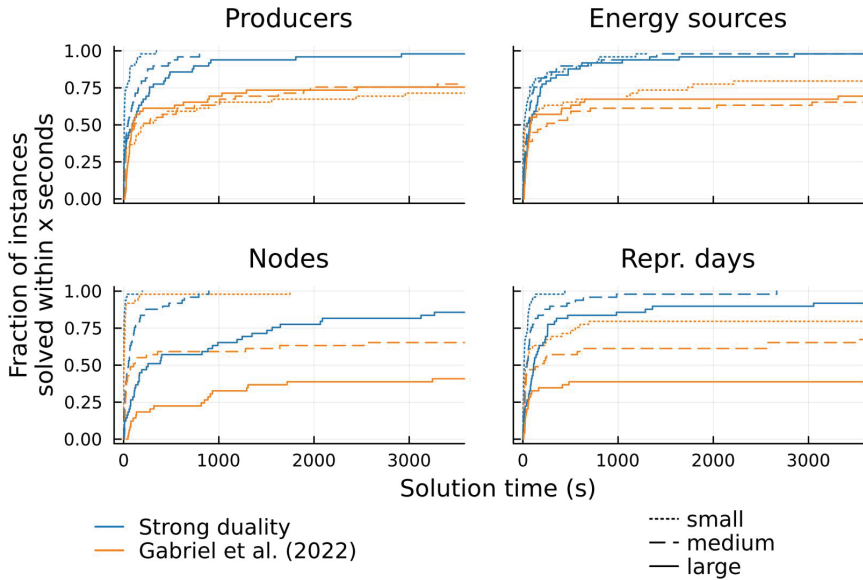 Producers
Energy sources
1.00
0.75
0.50
0.25
0.00
Nodes
Repr. days
1.00
0.75
0.50
0.25
0.00
0
1000
2000
3000
0
1000
2000
3000
Fraction of instances
solved within x seconds
Solution time (s)
Strong duality
Gabriel et al. (2022)
small
medium
large